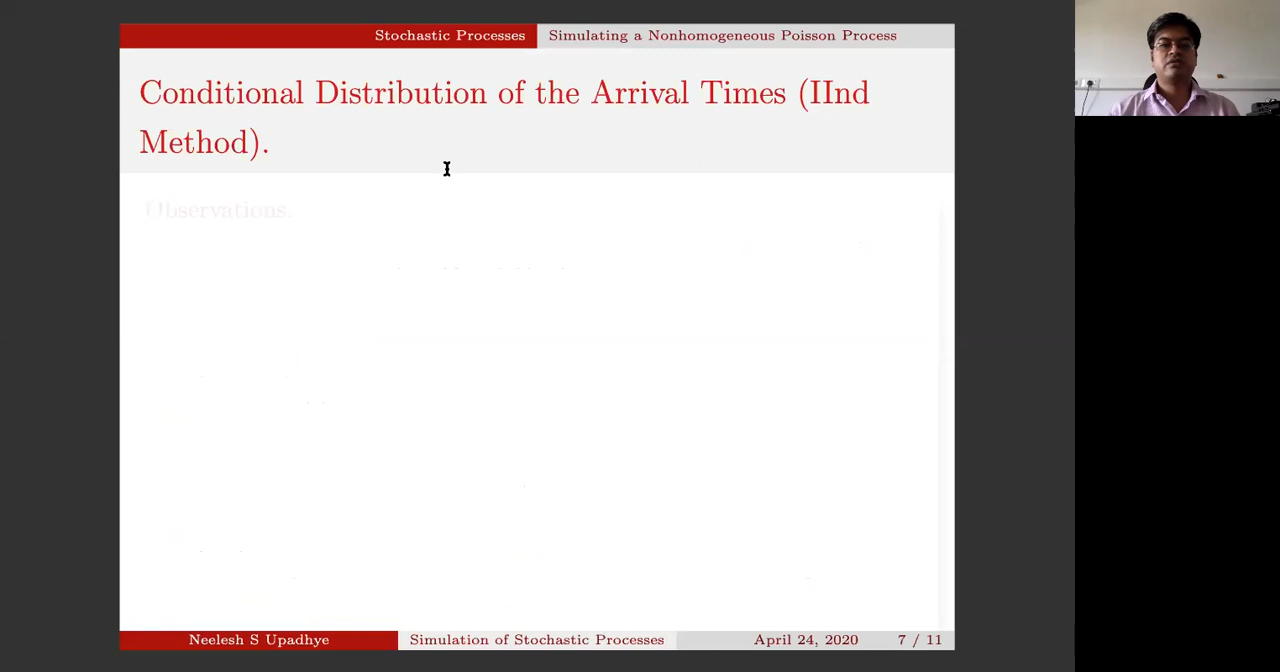 Stochastic Processes Simulating a Nonhomogeneous Poisson Process
Conditional Distribution of the Arrival Times (IInd
Method).
Observations.
Neelesh S Upadhye Simulation of Stochastic Processes April 24, 2020 7 / 11